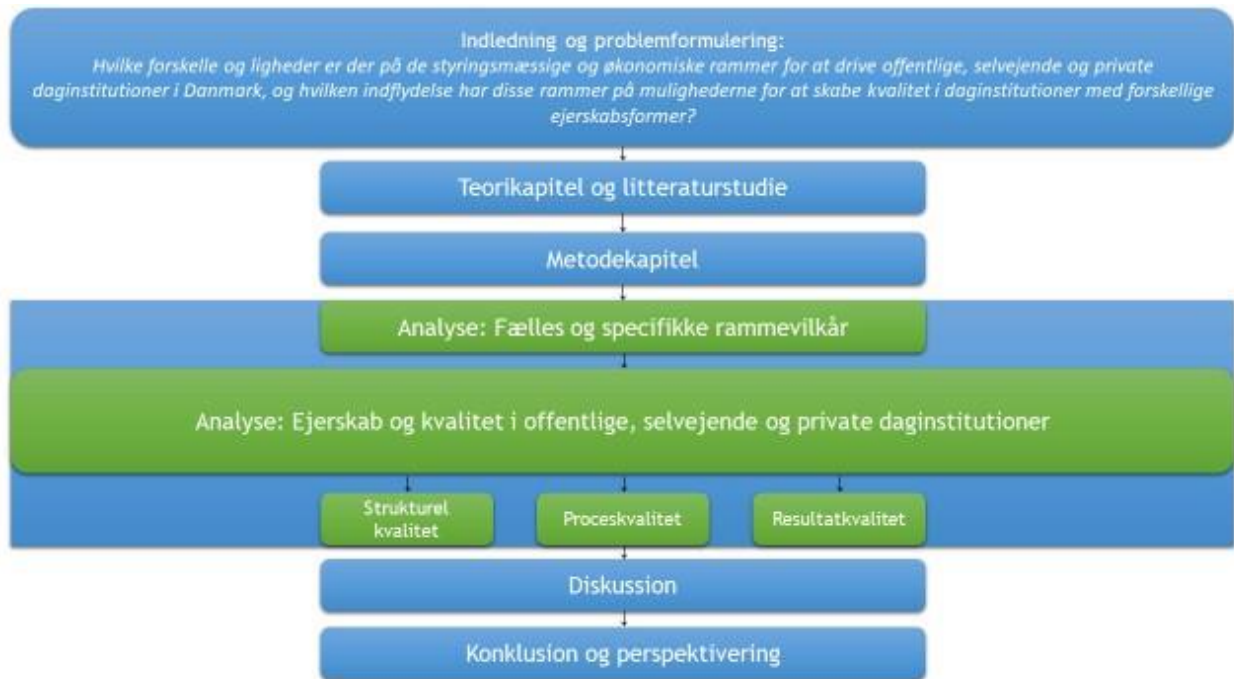 Indledning og problemformulering:
Hvilke forskelle og ligheder er der på de styringsmæssige og økonomiske rammer for at drive offentlige, selvejende og private
daginstitutioner i Danmark, og hvilken indflydelse har disse rammer på mulighederne for at skabe kvalitet i daginstitutioner med forskellige
ejerskabsformer?
Teorikapitel og litteraturstudie
Metodekapitel
Analyse: Fælles og specifikke rammevilkår
Analyse: Ejerskab og kvalitet i offentlige, selvejende og private daginstitutioner
Strukturel
kvalitet
Proceskvalitet
Resultatkvalitet
Diskussion
Konklusion og perspektivering